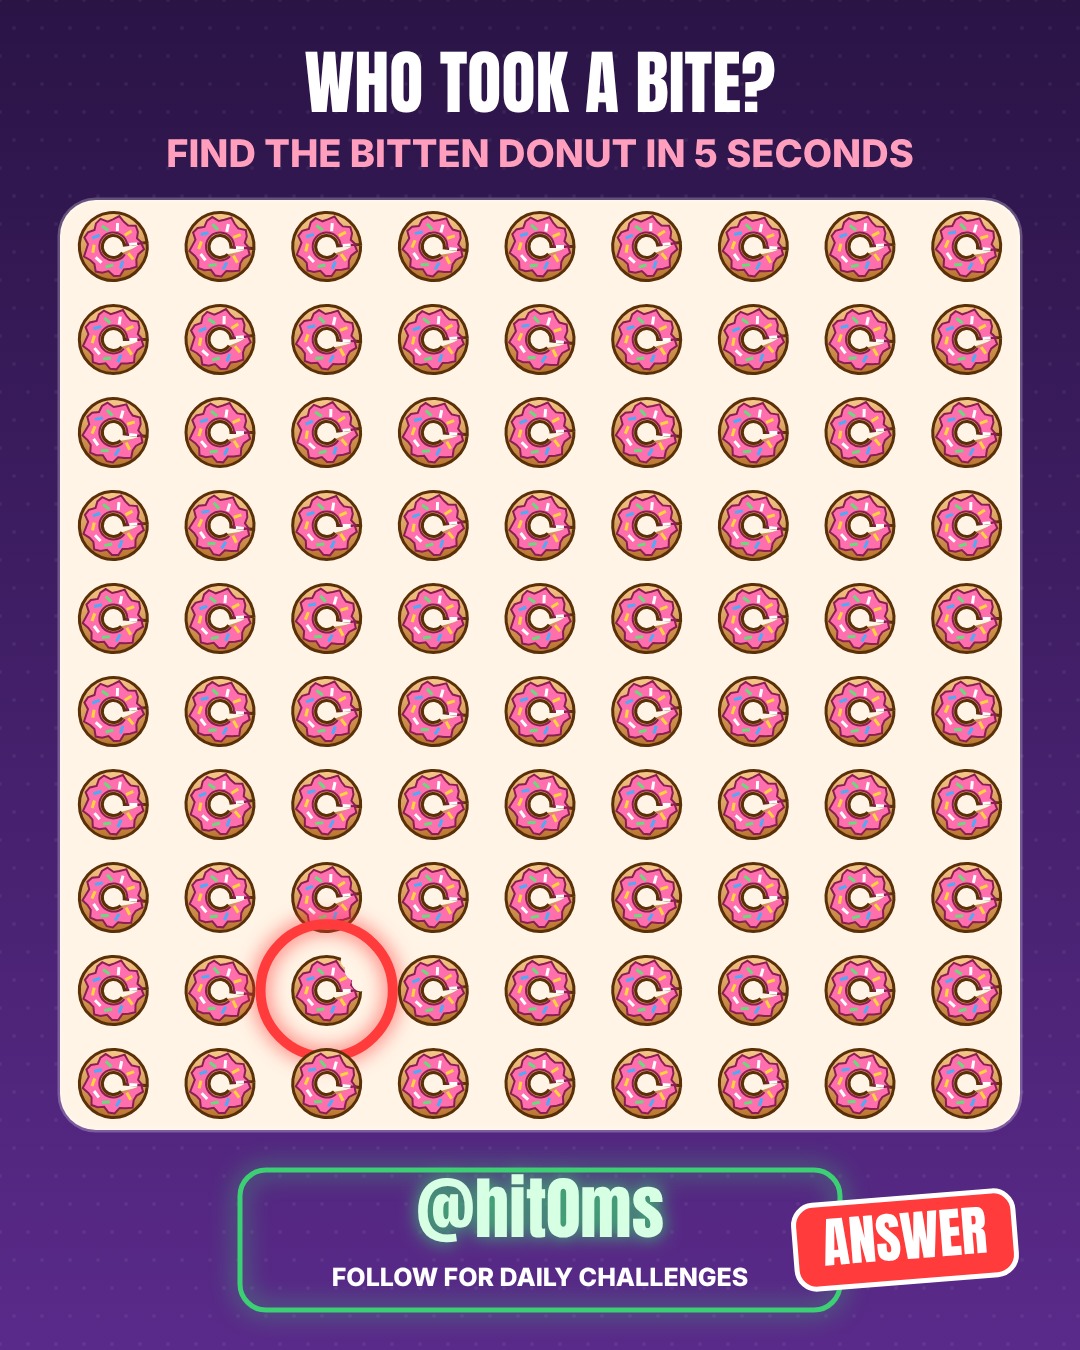 WHO TOOK A BITE?
FIND THE BITTEN DONUT IN 5 SECONDS
@hit0ms
FOLLOW FOR DAILY CHALLENGES
ANSWER